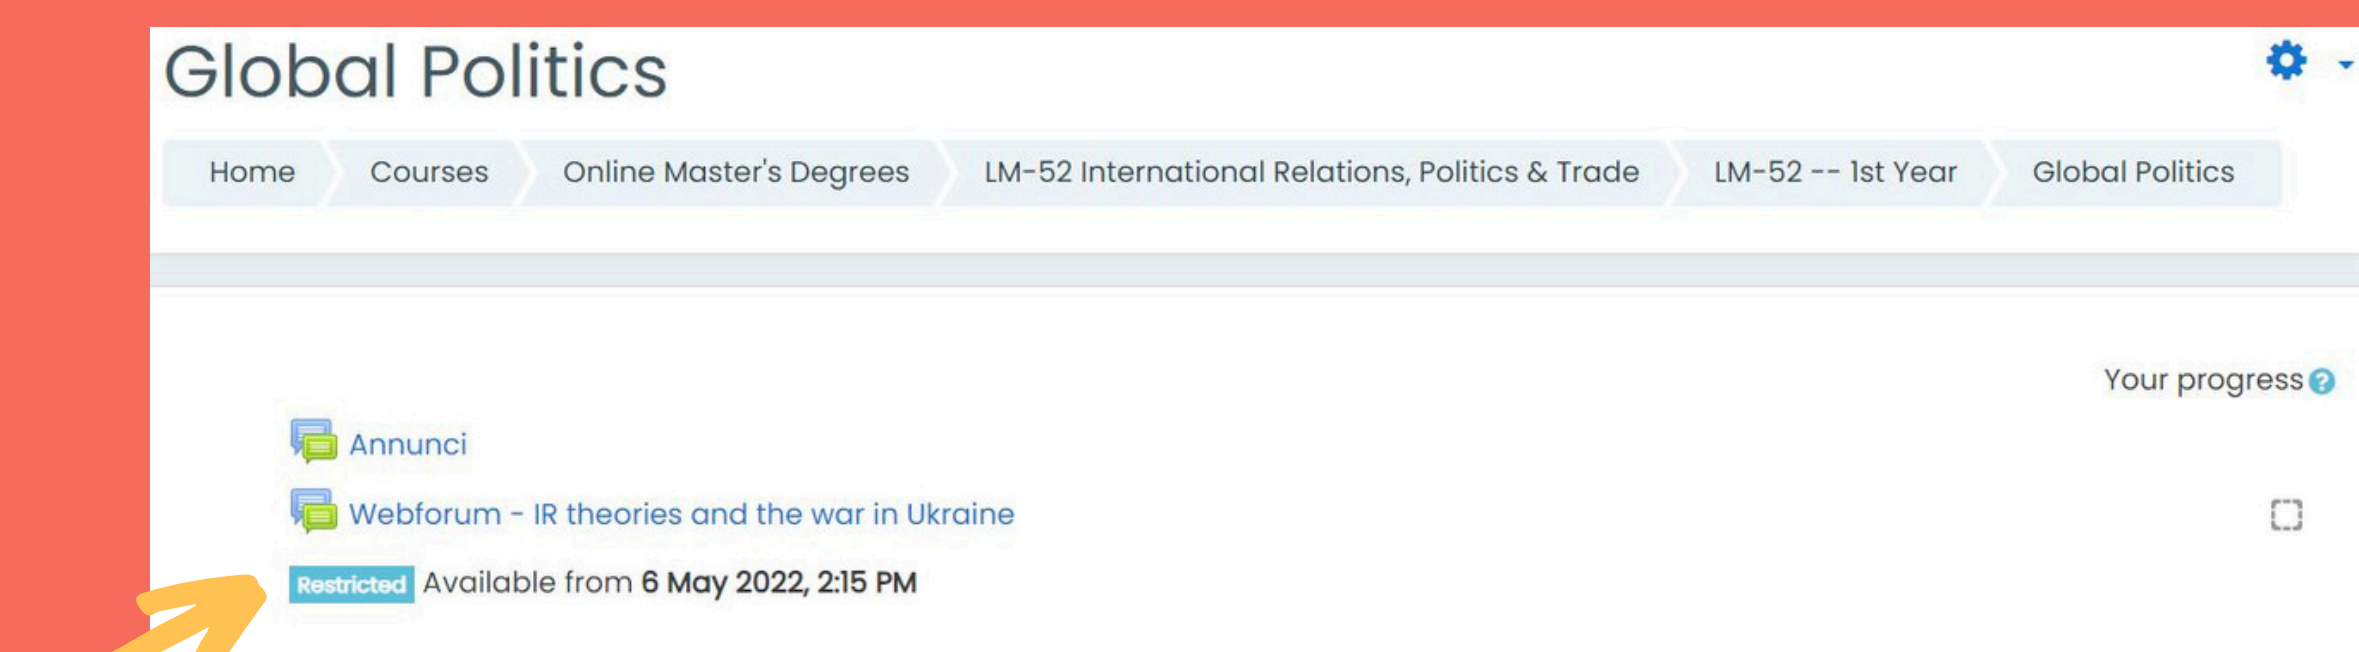 Global Politics
Home Courses Online Master's Degrees LM-52 International Relations, Politics & Trade LM-52 -- 1st Year Global Politics
Your progress
Annunci
Webforum - IR theories and the war in Ukraine
Restricted Available from 6 May 2022, 2:15 PM